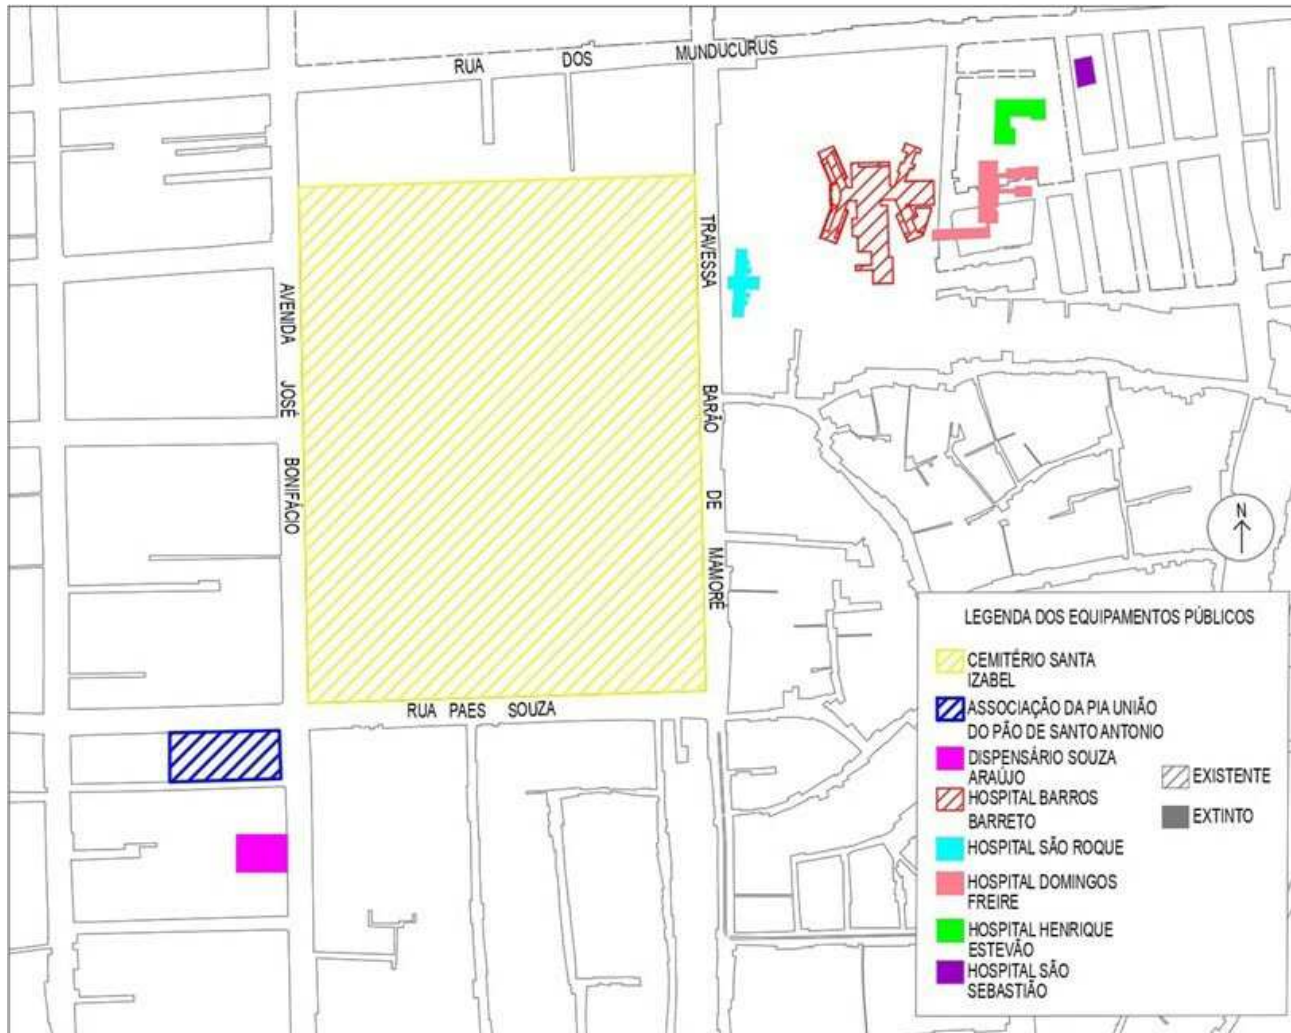 RUA DOS MUNDUCURUS
TRAVESSA BARÃO DE MAMORÉ
AVENIDA JOSÉ BONIFÁCIO
RUA PAES SOUZA
N
LEGENDA DOS EQUIPAMENTOS PÚBLICOS
CEMITÉRIO SANTA
IZABEL
ASSOCIAÇÃO DA PIA UNIÃO
DO PÃO DE SANTO ANTONIO
DISPENSÁRIO SOUZA
ARAÚJO
HOSPITAL BARROS
BARRETO
HOSPITAL SÃO ROQUE
HOSPITAL DOMINGOS
FREIRE
HOSPITAL HENRIQUE
ESTEVÃO
HOSPITAL SÃO
SEBASTIÃO
EXISTENTE
EXTINTO